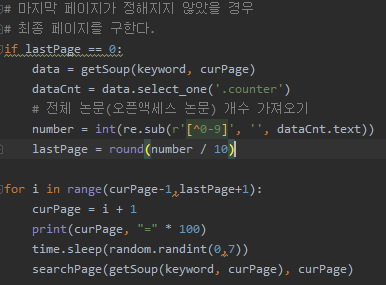 # 마지막 페이지가 정해지지 않았을 경우
# 최종 페이지를 구한다.
if lastPage == 0:
    data = getSoup(keyword, curPage)
    dataCnt = data.select_one('.counter')
    # 전체 논문(오픈액세스 논문) 개수 가져오기
    number = int(re.sub(r'[^0-9]', '', dataCnt.text))
    lastPage = round(number / 10)
for i in range(curPage-1,lastPage+1):
    curPage = i + 1
    print(curPage, "=" * 100)
    time.sleep(random.randint(0,7))
    searchPage(getSoup(keyword, curPage), curPage)